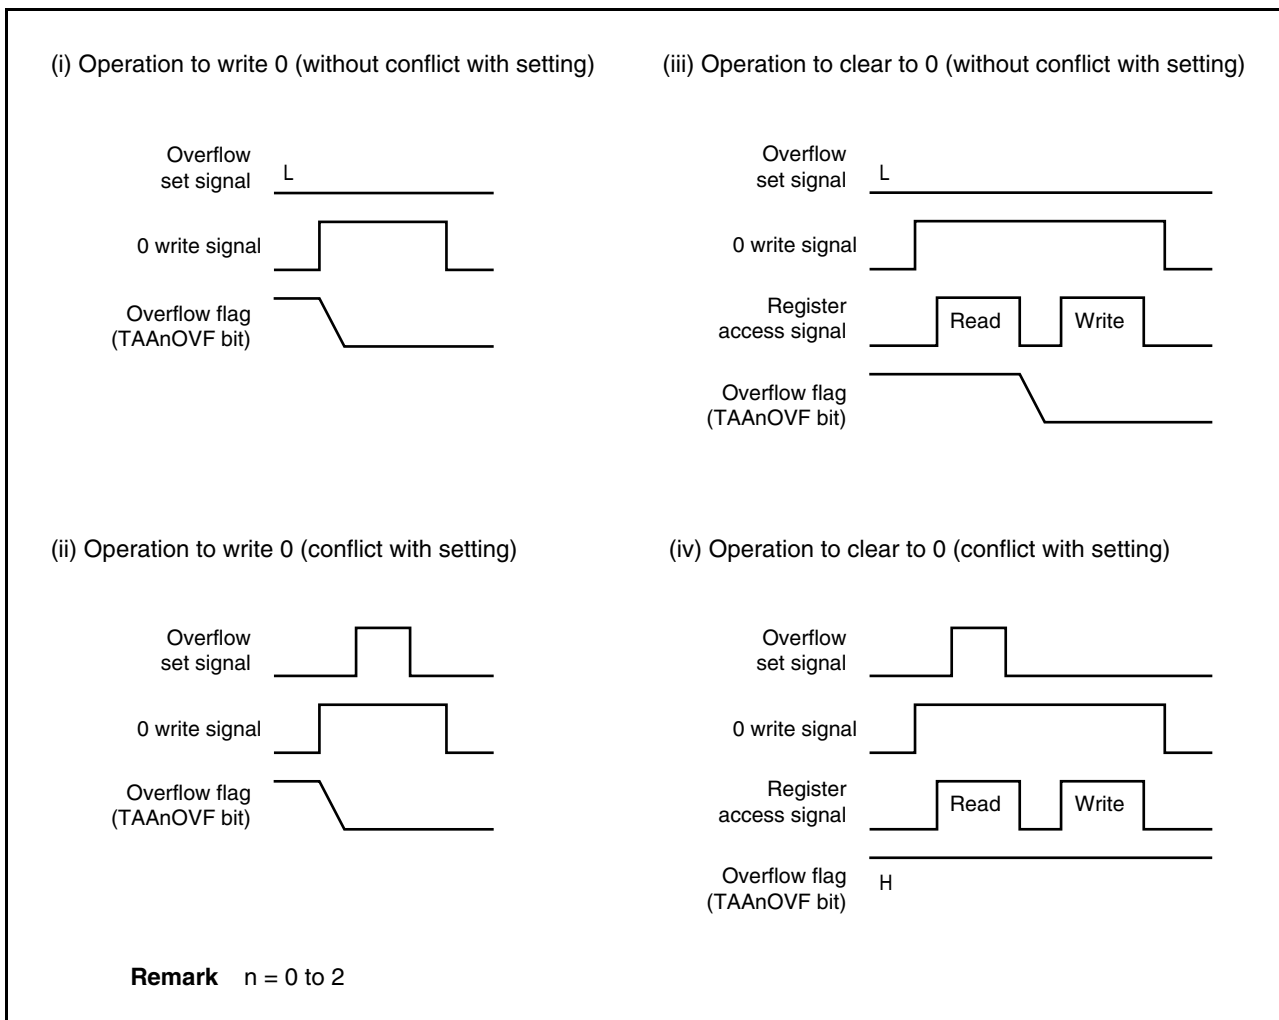 (i) Operation to write 0 (without conflict with setting)
Overflow
set signal
L
0 write signal
Overflow flag
(TAAnOVF bit)
(iii) Operation to clear to 0 (without conflict with setting)
Overflow
set signal
L
0 write signal
Register
access signal
Read
Write
Overflow flag
(TAAnOVF bit)
(ii) Operation to write 0 (conflict with setting)
Overflow
set signal
0 write signal
Overflow flag
(TAAnOVF bit)
(iv) Operation to clear to 0 (conflict with setting)
Overflow
set signal
0 write signal
Register
access signal
Read
Write
Overflow flag
(TAAnOVF bit)
H
Remark n = 0 to 2